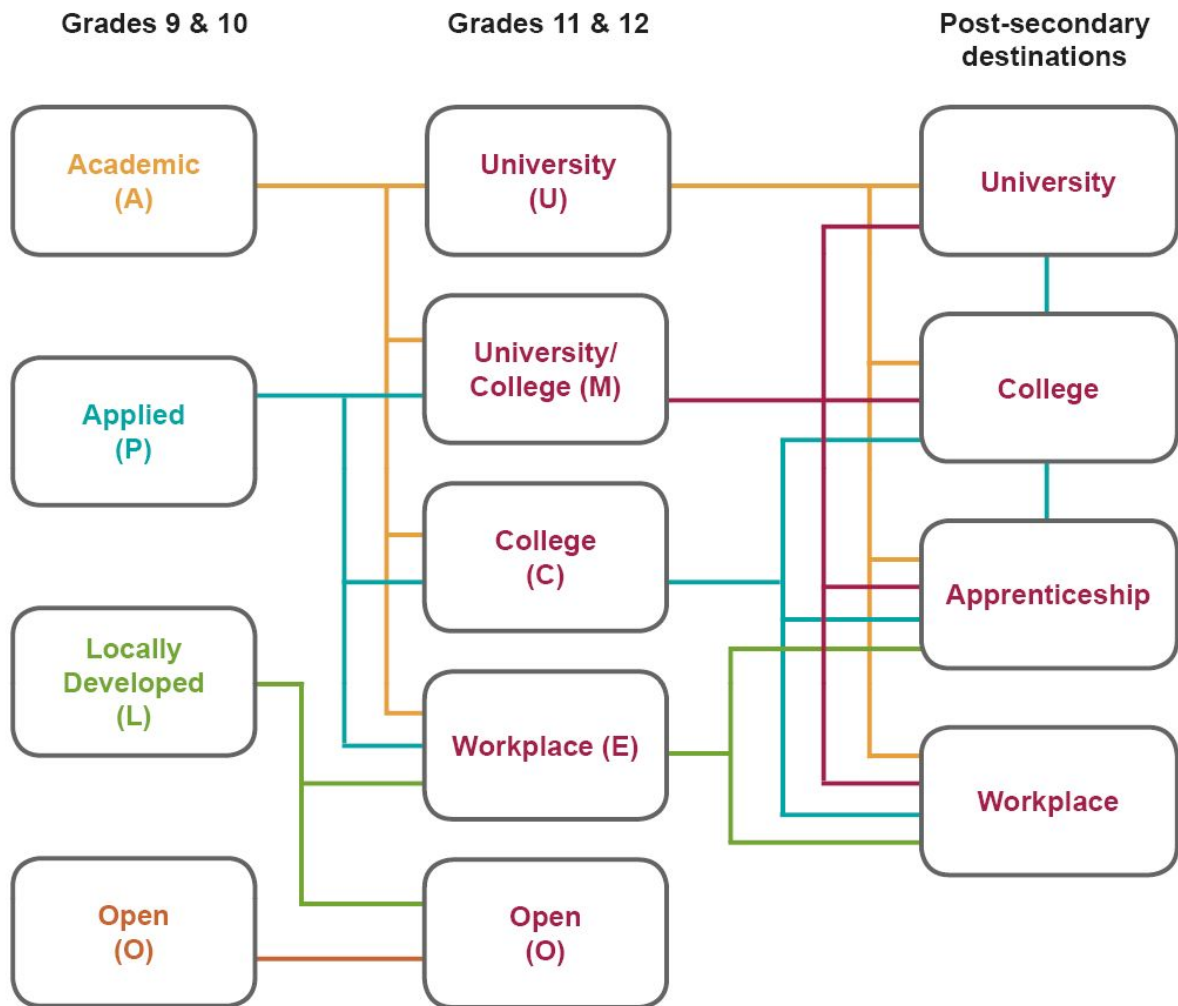 Grades 9 & 10
Grades 11 & 12
Post-secondary
destinations
Academic
(A)
University
(U)
University
Applied
(P)
University/
College (M)
College
College
(C)
Apprenticeship
Locally
Developed
(L)
Workplace (E)
Workplace
Open
(O)
Open
(O)